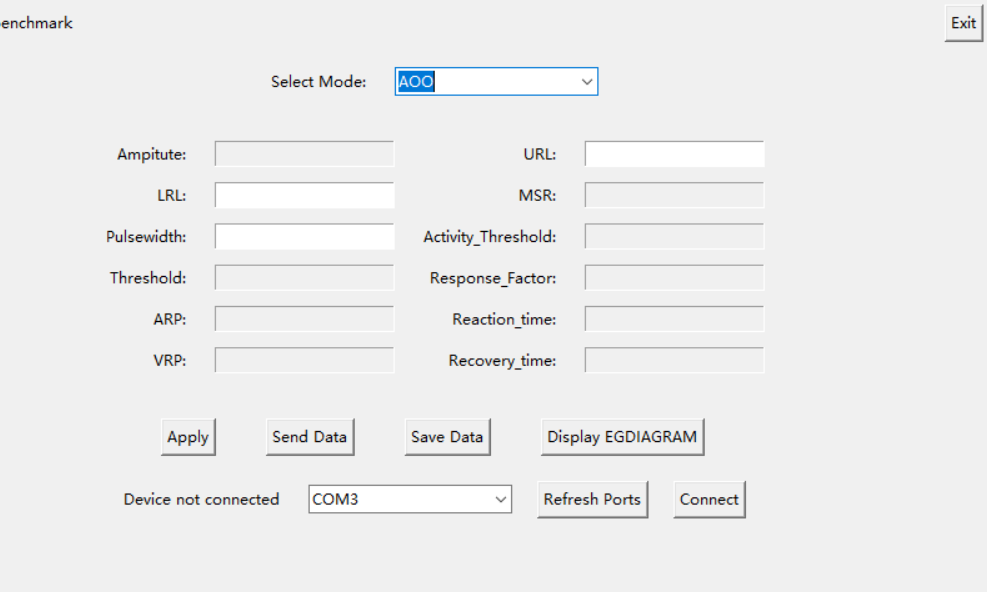 enchmark
Exit
Select Mode: AOO
Ampitute: URL:
LRL: MSR:
Pulsewidth: Activity_Threshold:
Threshold: Response_Factor:
ARP: Reaction_time:
VRP: Recovery_time:
Apply Send Data Save Data Display EGDIAGRAM
Device not connected COM3 Refresh Ports Connect